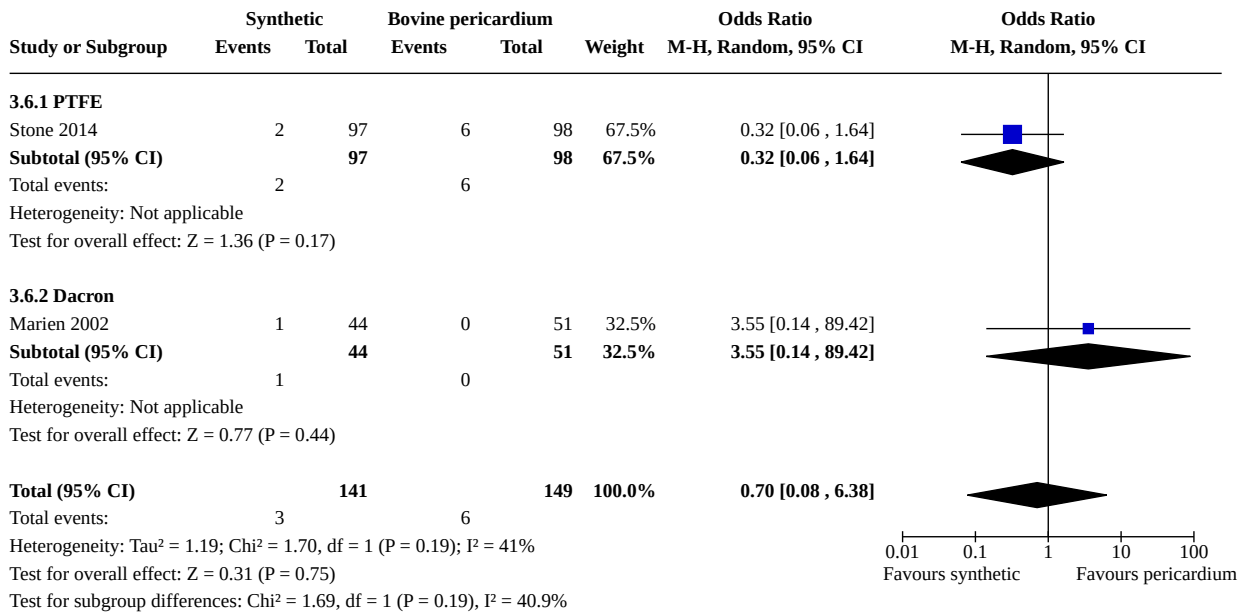 Synthetic Bovine pericardium Odds Ratio Odds Ratio
Study or Subgroup Events Total Events Total Weight M-H, Random, 95% CI M-H, Random, 95% CI
3.6.1 PTFE
Stone 2014 2 97 6 98 67.5% 0.32 [0.06 , 1.64]
Subtotal (95% CI) 97 98 67.5% 0.32 [0.06 , 1.64]
Total events: 2 6
Heterogeneity: Not applicable
Test for overall effect: Z = 1.36 (P = 0.17)
3.6.2 Dacron
Marien 2002 1 44 0 51 32.5% 3.55 [0.14 , 89.42]
Subtotal (95% CI) 44 51 32.5% 3.55 [0.14 , 89.42]
Total events: 1 0
Heterogeneity: Not applicable
Test for overall effect: Z = 0.77 (P = 0.44)
Total (95% CI) 141 149 100.0% 0.70 [0.08 , 6.38]
Total events: 3 6
Heterogeneity: Tau² = 1.19; Chi² = 1.70, df = 1 (P = 0.19); I² = 41%
Test for overall effect: Z = 0.31 (P = 0.75)
Test for subgroup differences: Chi² = 1.69, df = 1 (P = 0.19), I² = 40.9%
0.01 0.1 1 10 100
Favours synthetic Favours pericardium